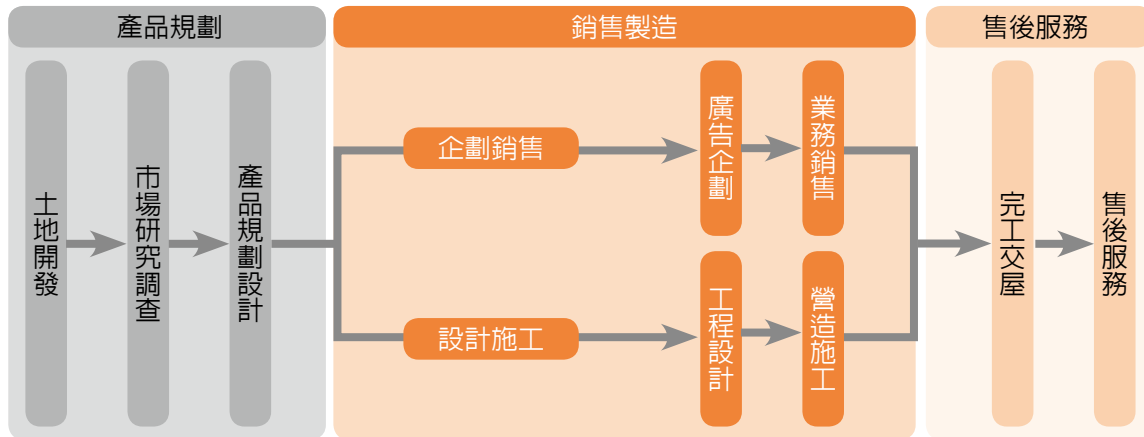 產品規劃
土地開發
市場研究調查
產品規劃設計
銷售製造
企劃銷售
廣告企劃
業務銷售
設計施工
工程設計
營造施工
售後服務
完工交屋
售後服務